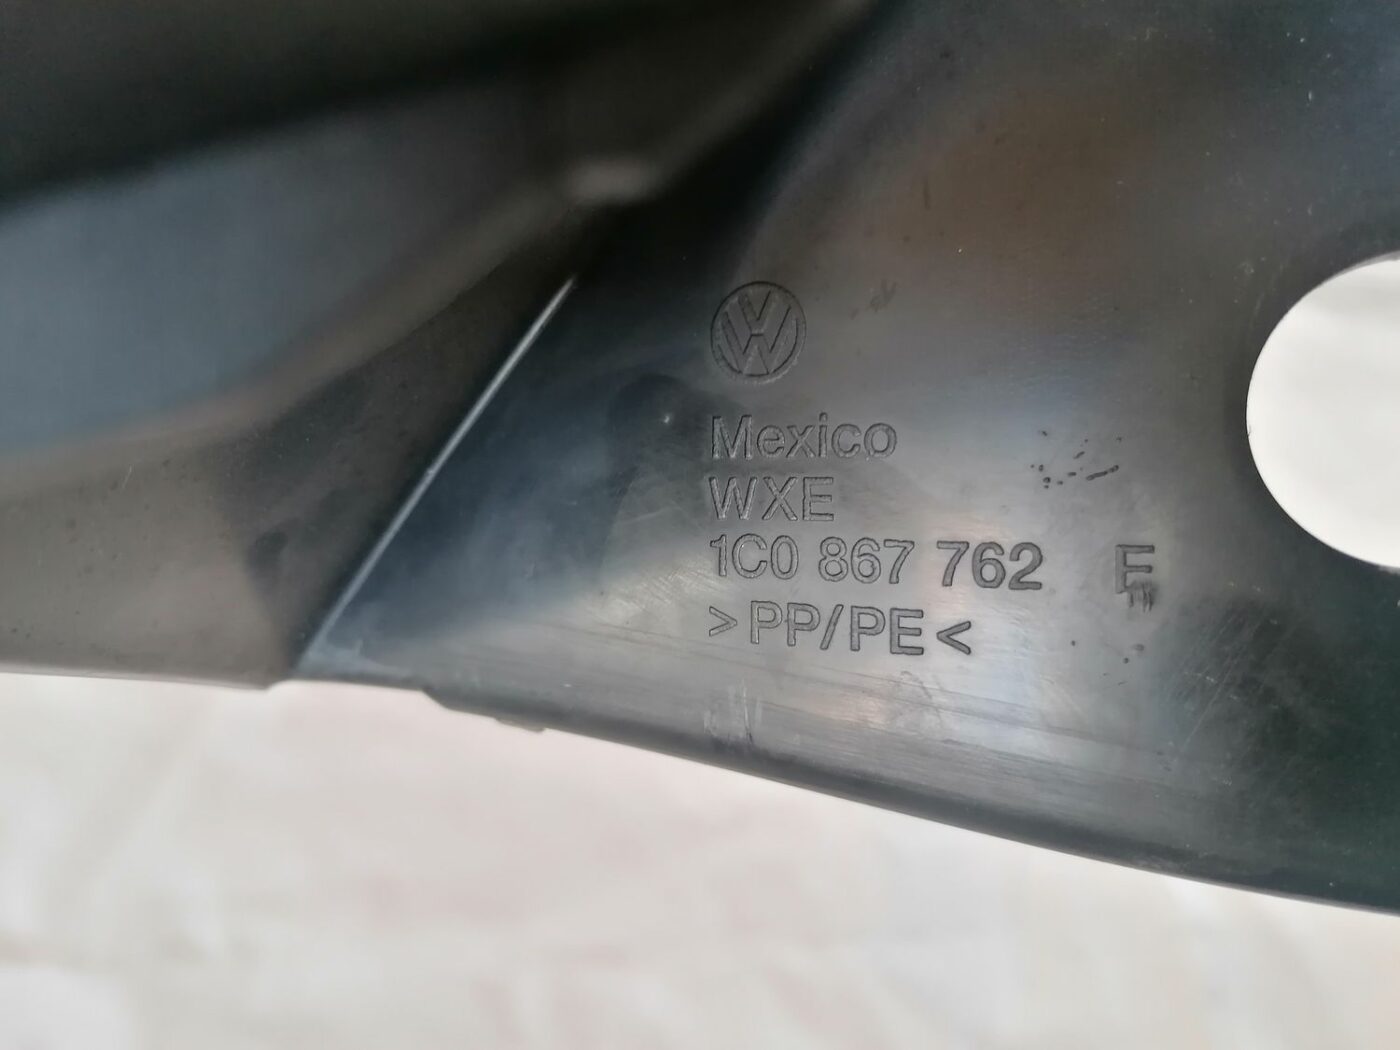 Mexico
WXE
1C0 867 762 E
>PP/PE<